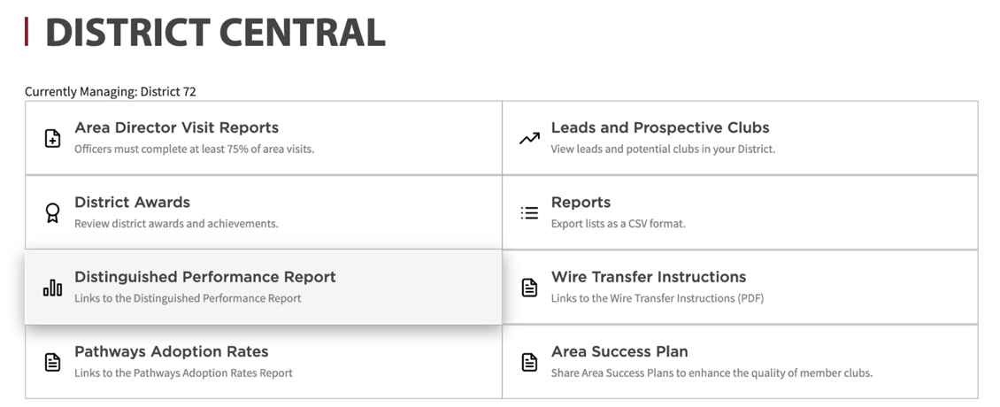 DISTRICT CENTRAL
Currently Managing: District 72
Area Director Visit Reports
Officers must complete at least 75% of area visits.
Leads and Prospective Clubs
View leads and potential clubs in your District.
District Awards
Review district awards and achievements.
Reports
Export lists as a CSV format.
Distinguished Performance Report
Links to the Distinguished Performance Report
Wire Transfer Instructions
Links to the Wire Transfer Instructions (PDF)
Pathways Adoption Rates
Links to the Pathways Adoption Rates Report
Area Success Plan
Share Area Success Plans to enhance the quality of member clubs.